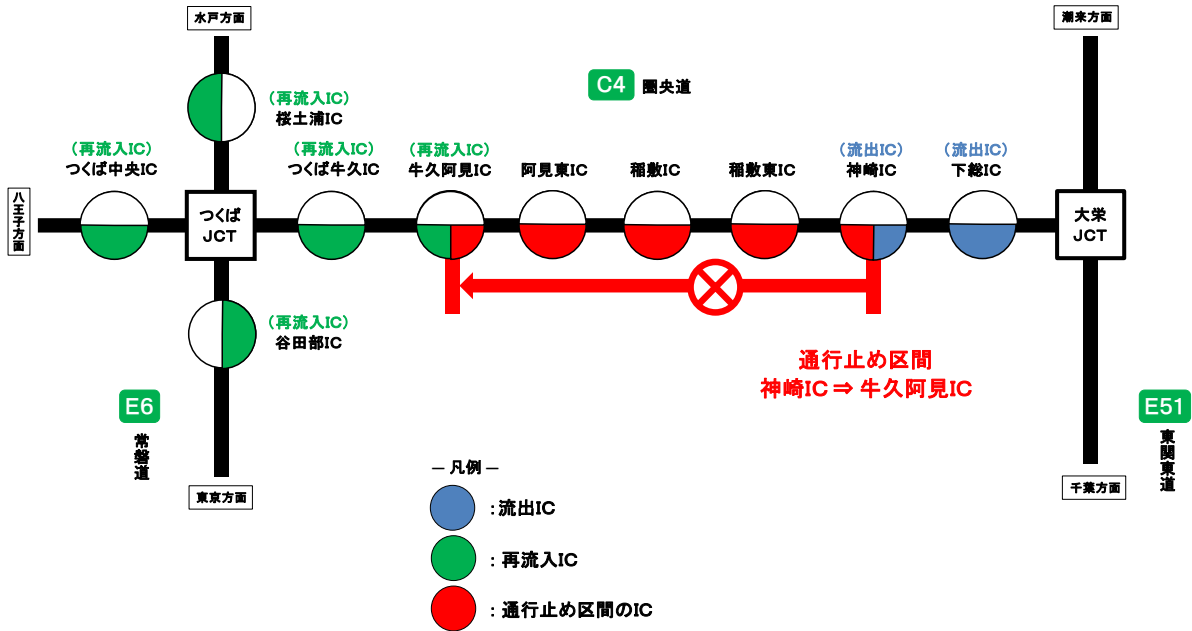 水戸方面
潮来方面
C4 圏央道
(再流入IC)
桜土浦IC
(再流入IC)
つくば中央IC
(再流入IC)
つくば牛久IC
(再流入IC)
牛久阿見IC
阿見東IC
稲敷IC
稲敷東IC
(流出IC)
神崎IC
(流出IC)
下総IC
八王子方面
つくば
JCT
大栄
JCT
(再流入IC)
谷田部IC
通行止め区間
神崎IC ⇒ 牛久阿見IC
E6
常磐道
E51
東関東道
東京方面
千葉方面
― 凡例 ―
:流出IC
:再流入IC
:通行止め区間のIC